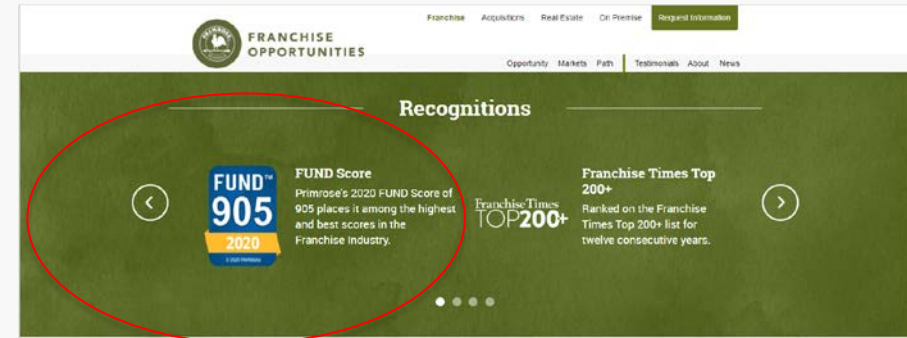 Franchise Acquisitions Real Estate On Premise Request Information
PRIMROSE
FRANCHISE
OPPORTUNITIES
Opportunity Markets Path Testimonials About News
Recognitions
FUND™
905
2020
FUND Score
Primrose's 2020 FUND Score of
905 places it among the highest
and best scores in the
Franchise Industry.
Franchise Times
TOP200+
Franchise Times Top
200+
Ranked on the Franchise
Times Top 200+ list for
twelve consecutive years.